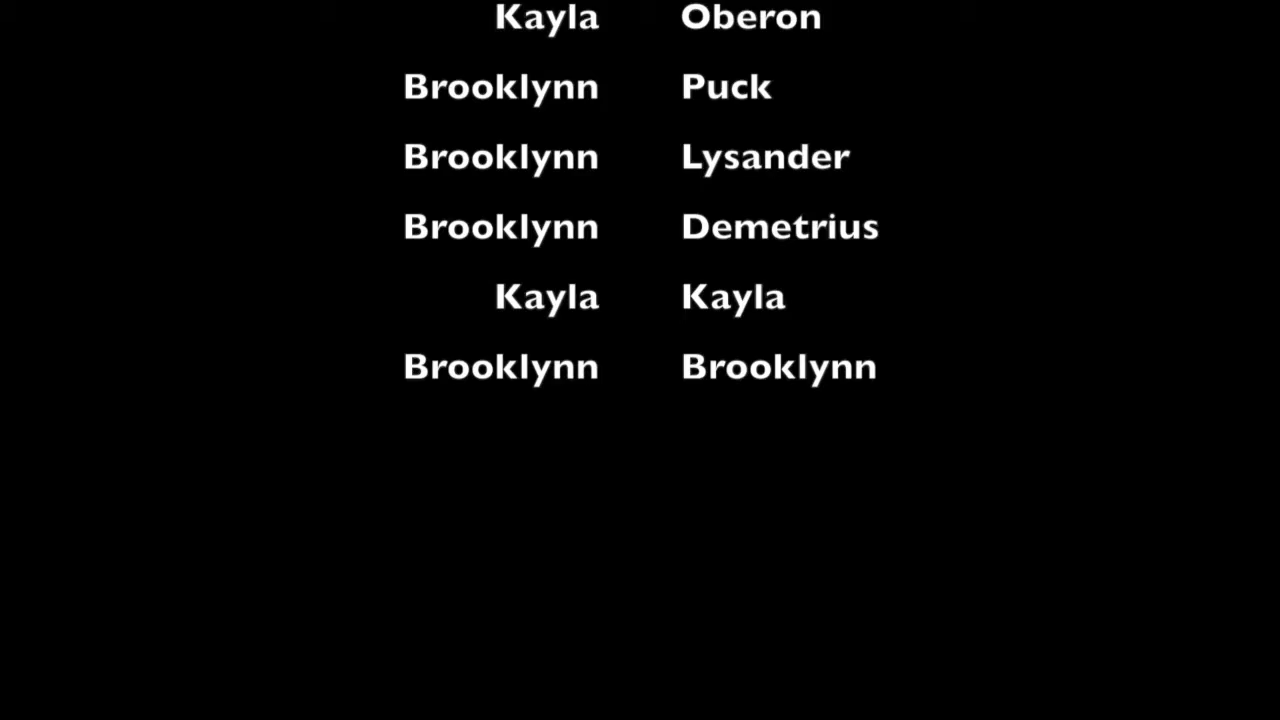 Kayla Oberon
Brooklynn Puck
Brooklynn Lysander
Brooklynn Demetrius
Kayla Kayla
Brooklynn Brooklynn